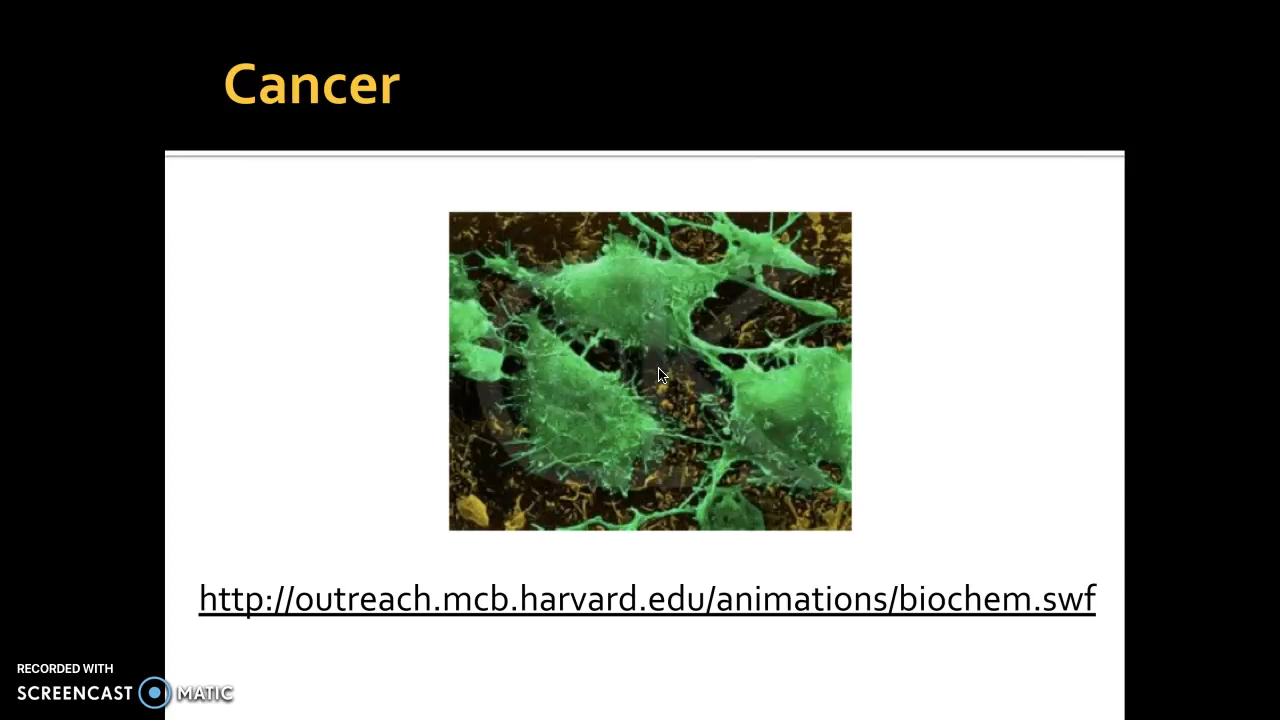 Cancer
http://outreach.mcb.harvard.edu/animations/biochem.swf
RECORDED WITH
SCREENCAST MATIC